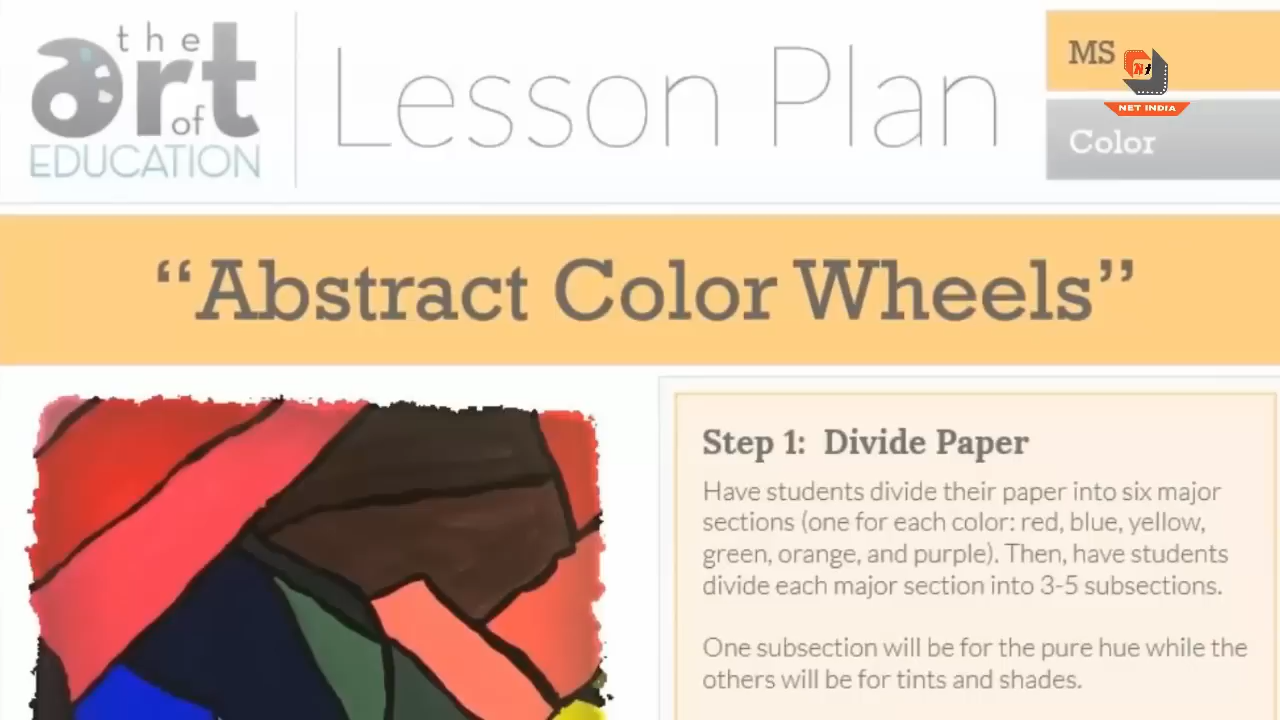 the
art
of
EDUCATION
Lesson Plan
MS
NET INDIA
Color
“Abstract Color Wheels”
Step 1: Divide Paper
Have students divide their paper into six major
sections (one for each color: red, blue, yellow,
green, orange, and purple). Then, have students
divide each major section into 3-5 subsections.
One subsection will be for the pure hue while the
others will be for tints and shades.